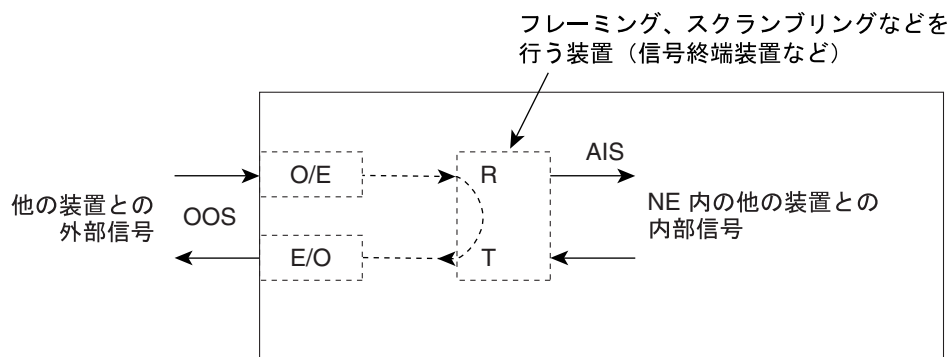 フレーミング、スクランブリングなどを
行う装置（信号終端装置など）
O/E
R
AIS
他の装置との
外部信号
OOS
NE 内の他の装置との
内部信号
E/O
T